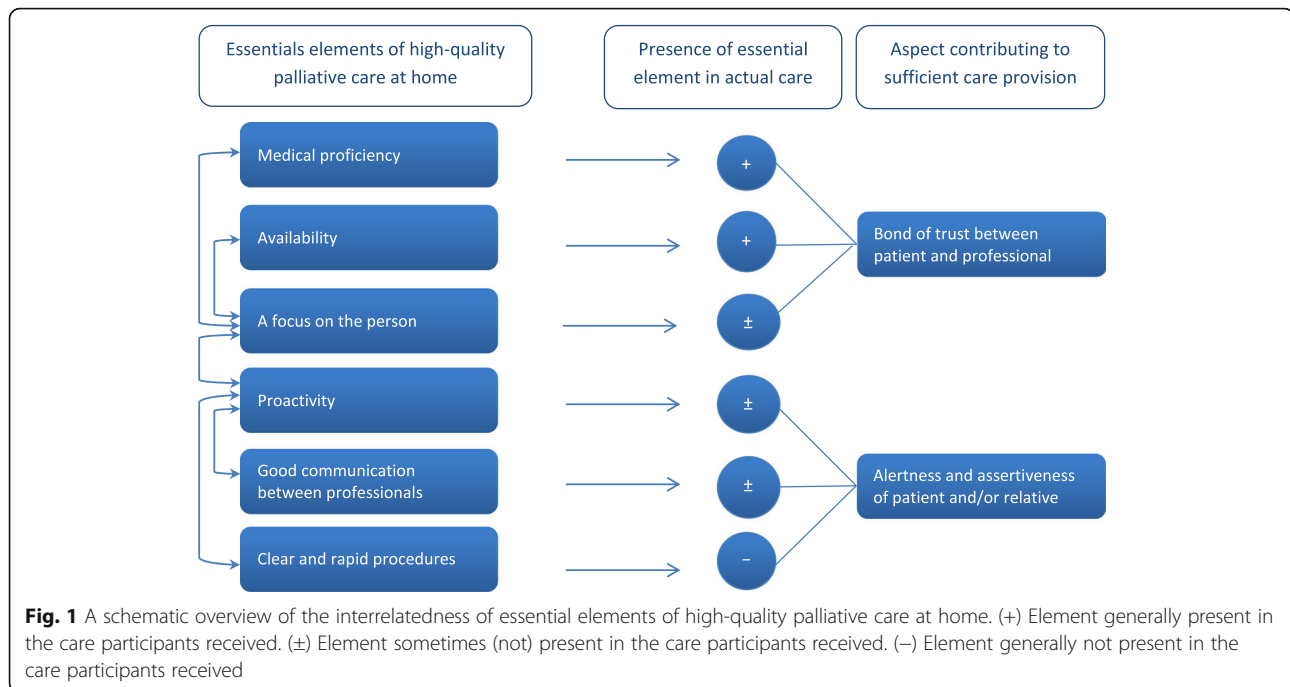 Essentials elements of high-quality
palliative care at home
Presence of essential
element in actual care
Aspect contributing to
sufficient care provision
Medical proficiency
+
Availability
+
Bond of trust between
patient and professional
A focus on the person
±
Proactivity
±
Good communication
between professionals
±
Alertness and assertiveness
of patient and/or relative
Clear and rapid procedures
−
Fig. 1 A schematic overview of the interrelatedness of essential elements of high-quality palliative care at home. (+) Element generally present in
the care participants received. (±) Element sometimes (not) present in the care participants received. (−) Element generally not present in the
care participants received